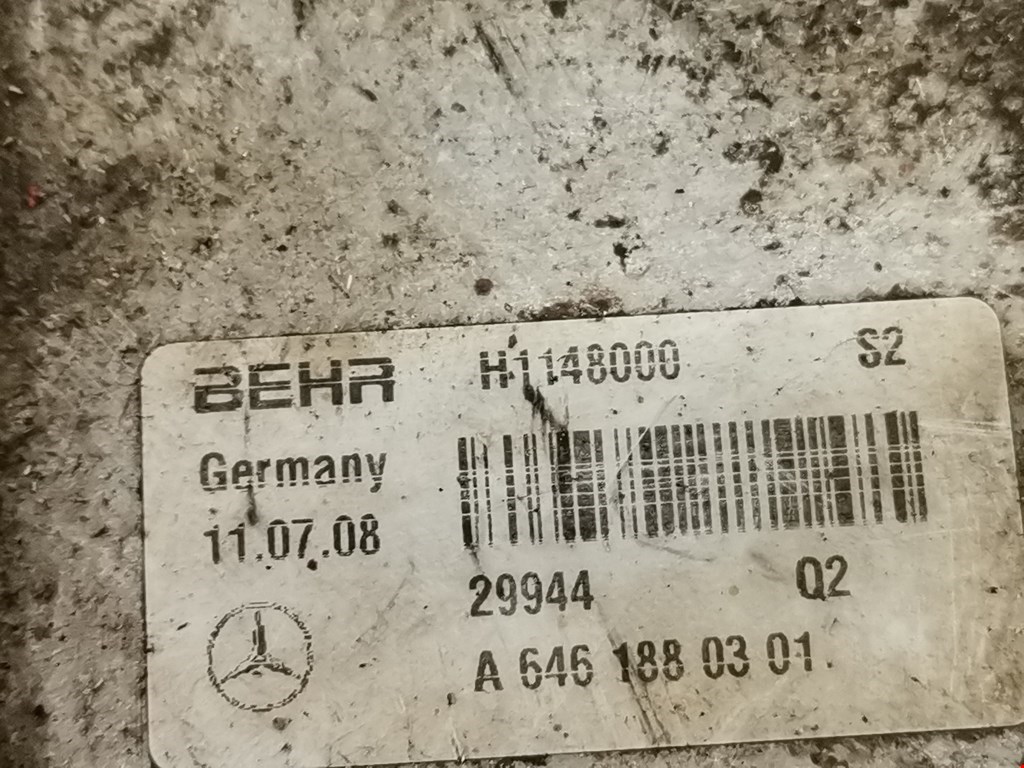 BEHR H1148000 S2
Germany
11.07.08
29944 Q2
A 646 188 03 01